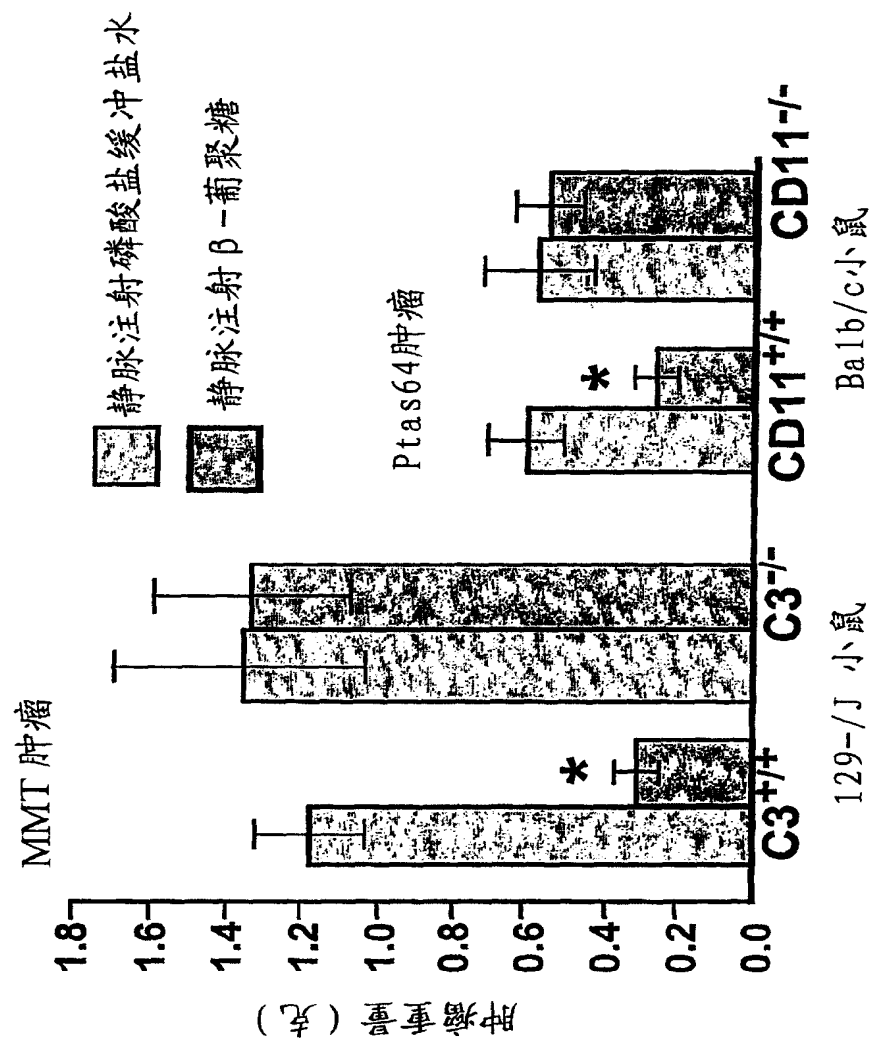 MMT 肿瘤
静脉注射磷酸盐缓冲盐水
静脉注射 β-葡聚糖
Ptas64肿瘤
肿瘤重量 (克)
1.8
1.6
1.4
1.2
1.0
0.8
0.6
0.4
0.2
0.0
*
*
C3+/+
C3-/-
CD11+/+
CD11-/-
129-/J 小鼠
Balb/c小鼠